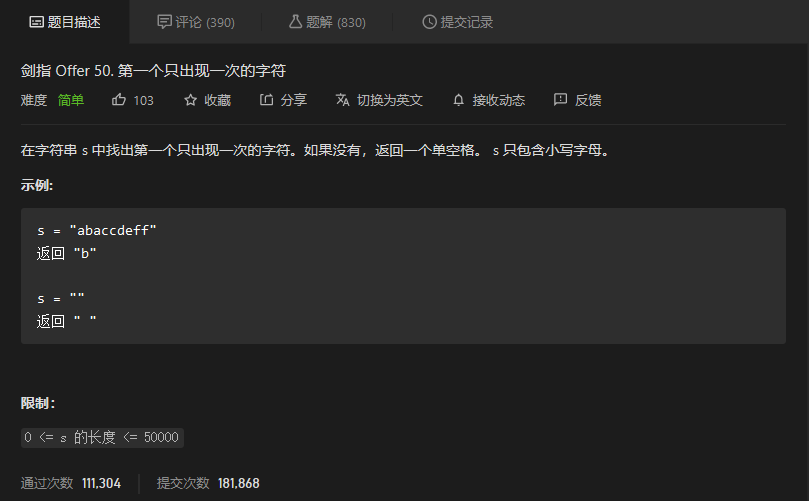 题目描述 评论 (390) 题解 (830) 提交记录
剑指 Offer 50. 第一个只出现一次的字符
难度 简单 103 收藏 分享 切换为英文 接收动态 反馈
在字符串 s 中找出第一个只出现一次的字符。如果没有，返回一个单空格。 s 只包含小写字母。
示例:
s = "abaccdeff"
返回 "b"
s = ""
返回 " "
限制：
0 <= s 的长度 <= 50000
通过次数 111,304 提交次数 181,868